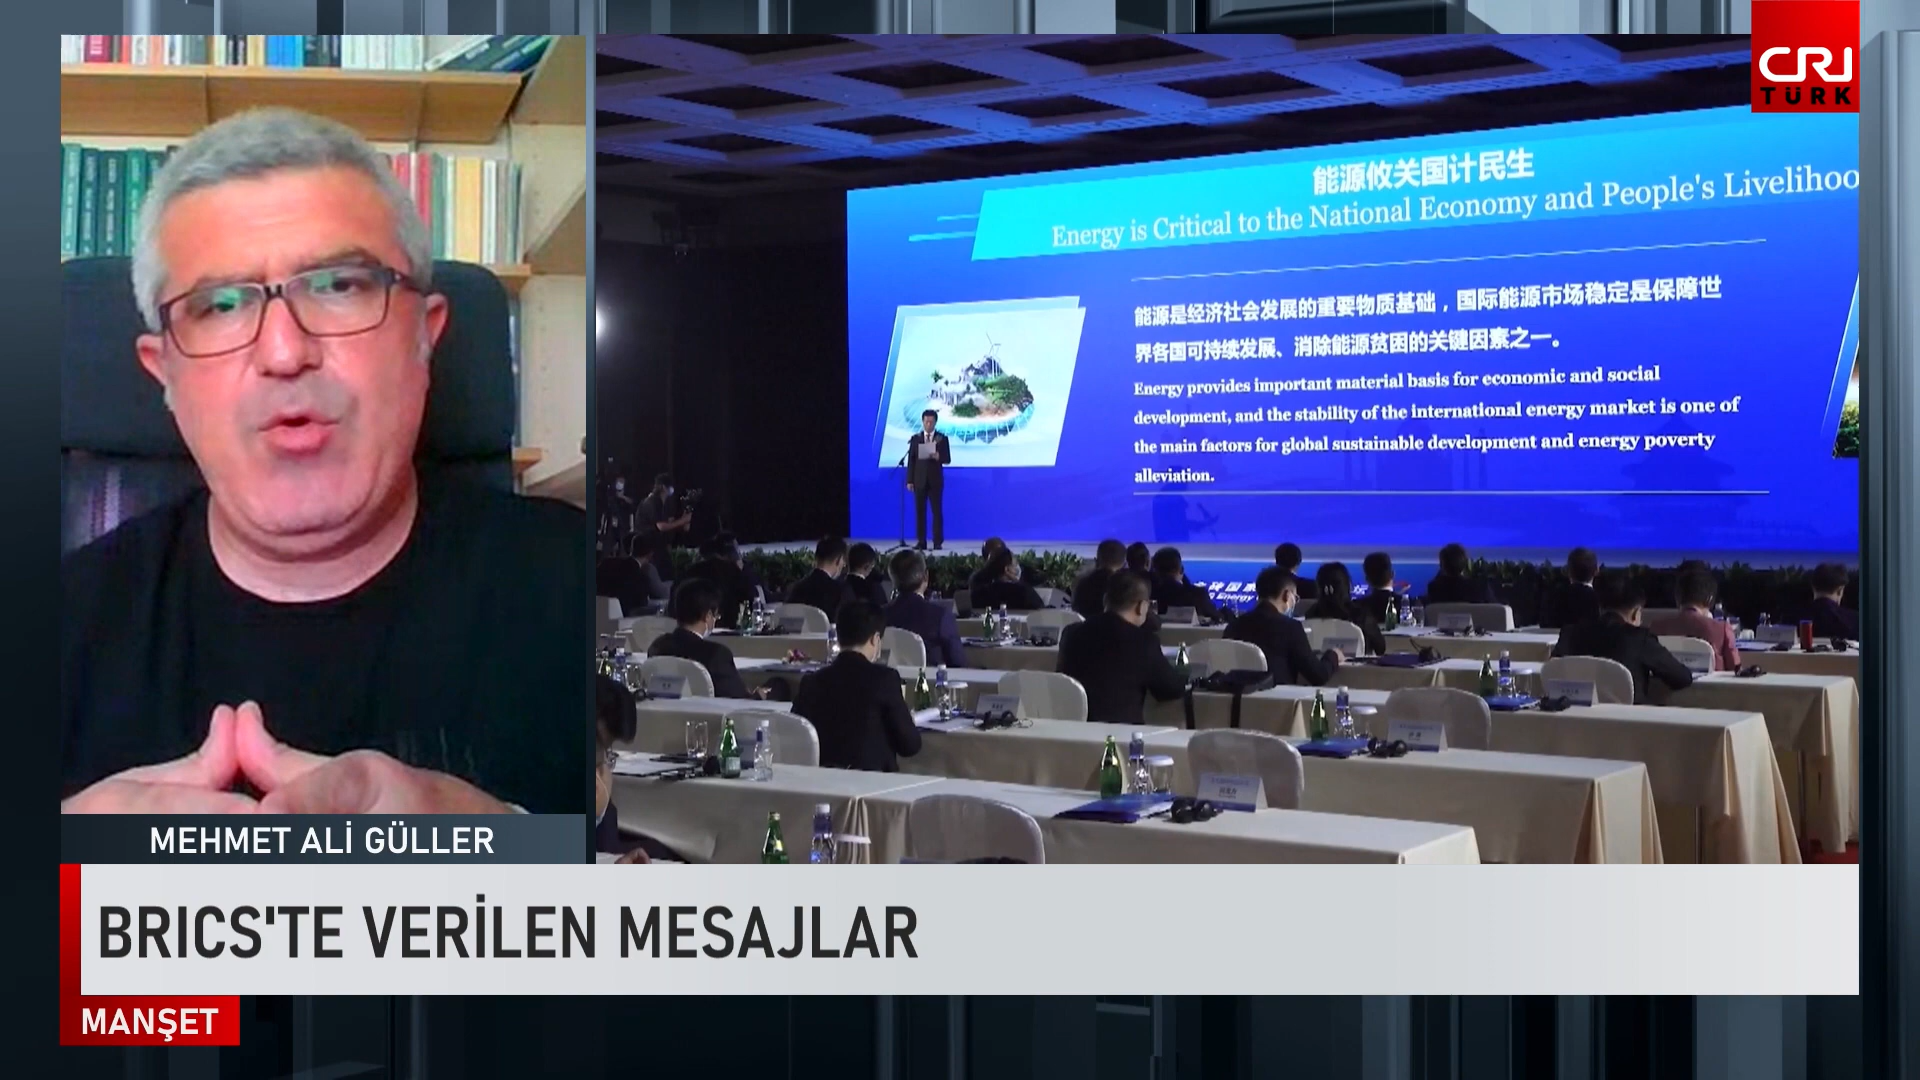 CRI
TÜRK
能源攸关国计民生
Energy is Critical to the National Economy and People's Livelihoo
能源是经济社会发展的重要物质基础，国际能源市场稳定是保障世
界各国可持续发展、消除能源贫困的关键因素之一。
Energy provides important material basis for economic and social
development, and the stability of the international energy market is one of
the main factors for global sustainable development and energy poverty
alleviation.
Energy
MEHMET ALİ GÜLLER
BRICS'TE VERİLEN MESAJLAR
MANŞET